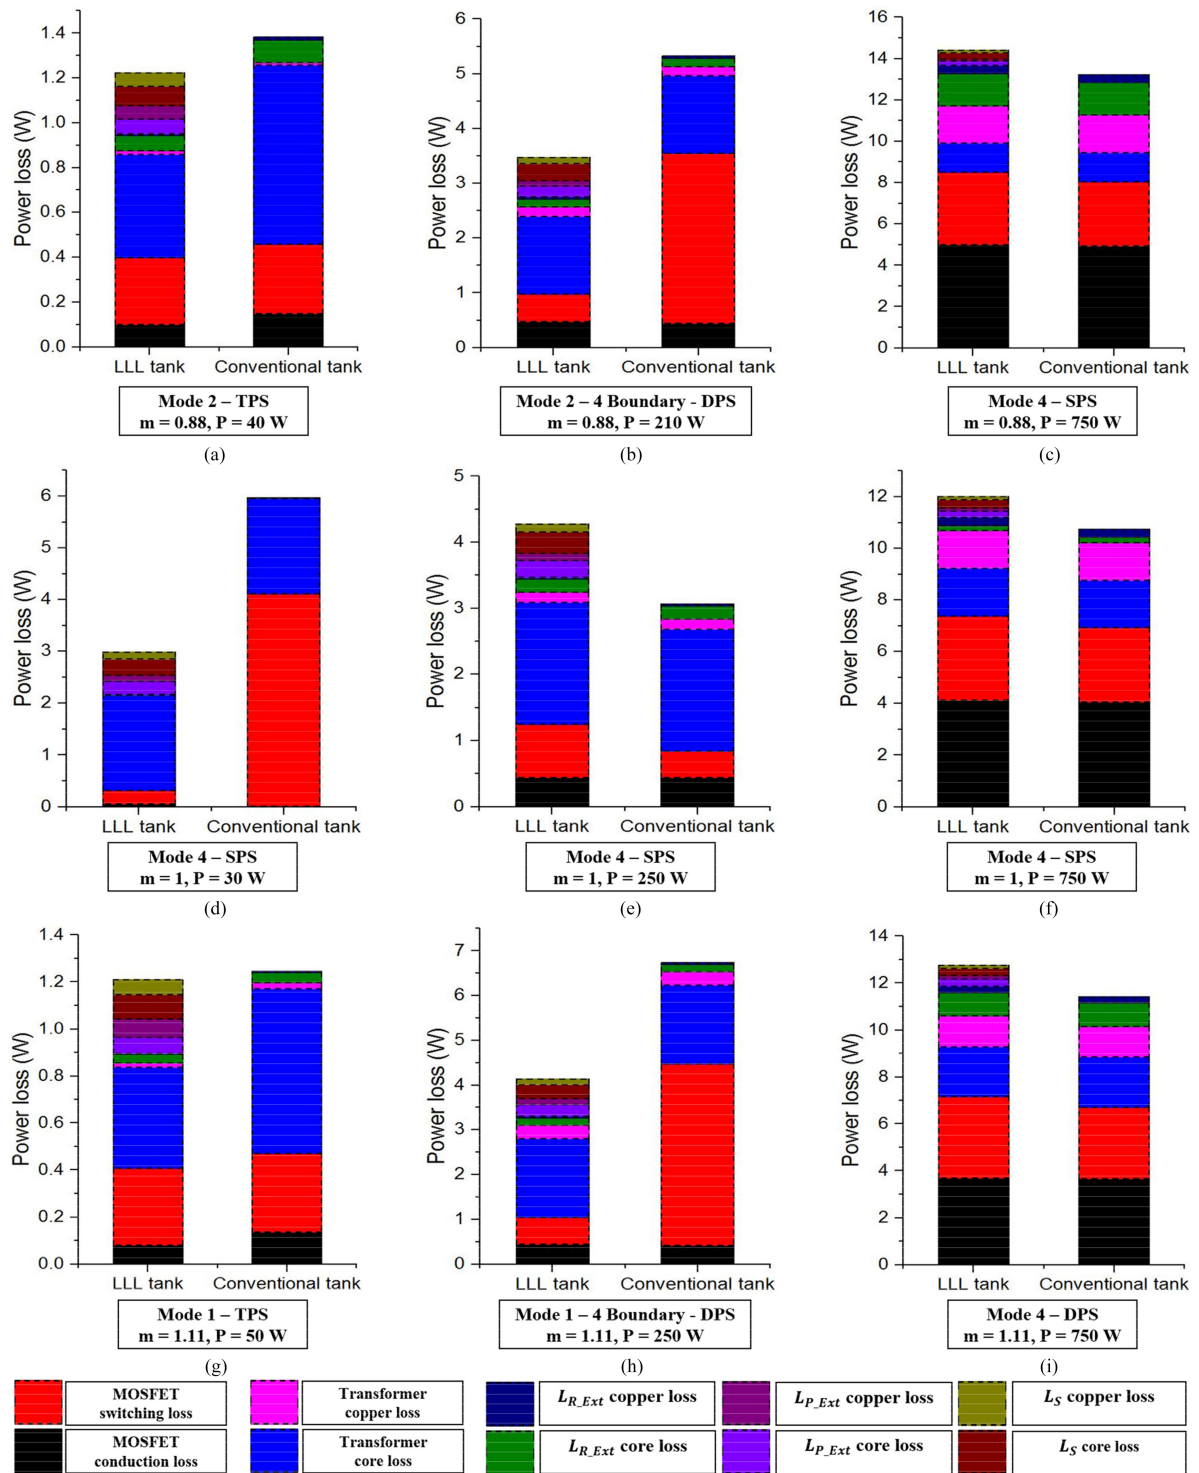 1.4
1.2
1.0
0.8
0.6
0.4
0.2
0.0
Power loss (W)
LLL tank
Conventional tank
Mode 2 – TPS
m = 0.88, P = 40 W
(a)
6
5
4
3
2
1
0
Power loss (W)
LLL tank
Conventional tank
Mode 2 – 4 Boundary - DPS
m = 0.88, P = 210 W
(b)
16
14
12
10
8
6
4
2
0
Power loss (W)
LLL tank
Conventional tank
Mode 4 – SPS
m = 0.88, P = 750 W
(c)
6
5
4
3
2
1
0
Power loss (W)
LLL tank
Conventional tank
Mode 4 – SPS
m = 1, P = 30 W
(d)
5
4
3
2
1
0
Power loss (W)
LLL tank
Conventional tank
Mode 4 – SPS
m = 1, P = 250 W
(e)
12
10
8
6
4
2
0
Power loss (W)
LLL tank
Conventional tank
Mode 4 – SPS
m = 1, P = 750 W
(f)
1.4
1.2
1.0
0.8
0.6
0.4
0.2
0.0
Power loss (W)
LLL tank
Conventional tank
Mode 1 – TPS
m = 1.11, P = 50 W
(g)
7
6
5
4
3
2
1
0
Power loss (W)
LLL tank
Conventional tank
Mode 1 – 4 Boundary - DPS
m = 1.11, P = 250 W
(h)
14
12
10
8
6
4
2
0
Power loss (W)
LLL tank
Conventional tank
Mode 4 – DPS
m = 1.11, P = 750 W
(i)
MOSFET
switching loss
Transformer
copper loss
L_{R_Ext} copper loss
L_{P_Ext} copper loss
L_S copper loss
MOSFET
conduction loss
Transformer
core loss
L_{R_Ext} core loss
L_{P_Ext} core loss
L_S core loss